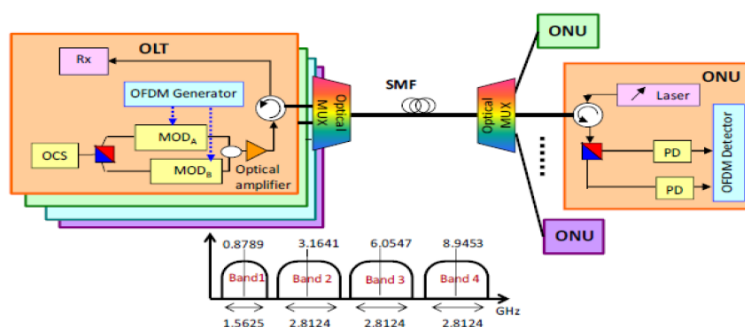 OLT
Rx
OFDM Generator
MOD_A
OCS
MOD_B
Optical
amplifier
Optical
MUX
SMF
Optical
MUX
ONU
ONU
Laser
PD
PD
OFDM Detector
ONU
0.8789
3.1641
6.0547
8.9453
Band1
Band 2
Band 3
Band 4
GHz
1.5625
2.8124
2.8124
2.8124